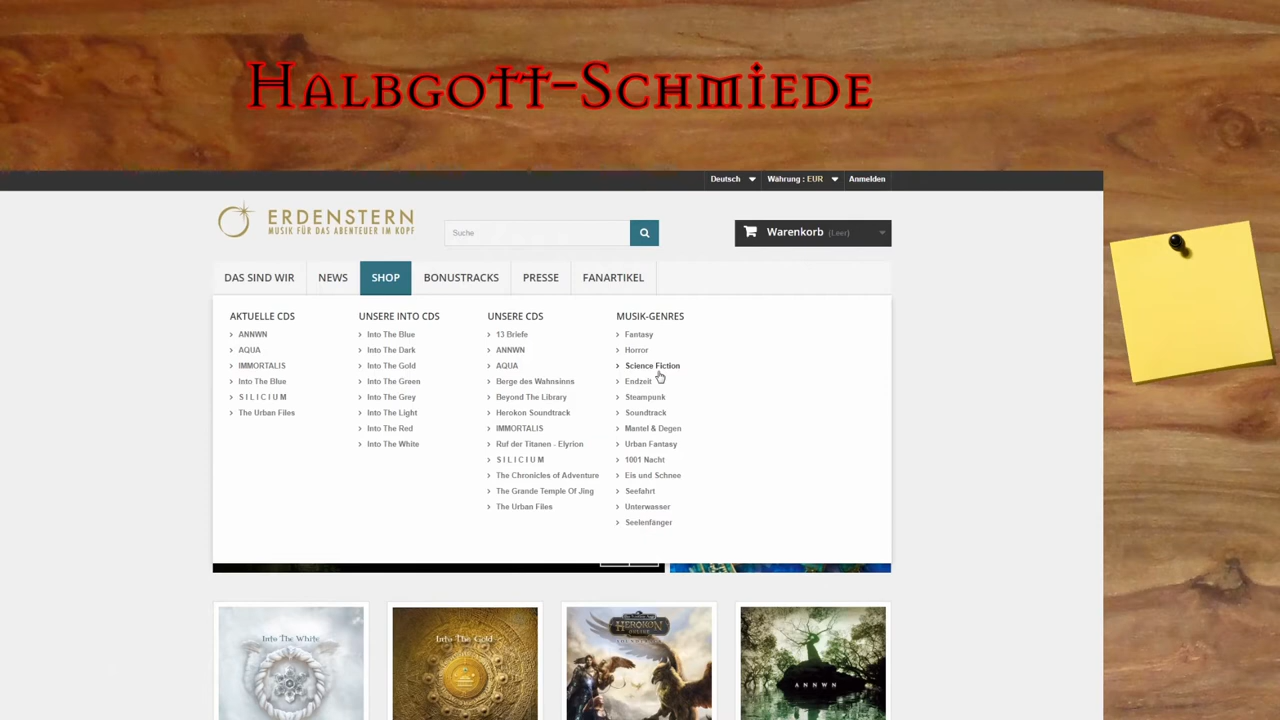 Halbgott-Schmiede
Deutsch Währung : EUR Anmelden
ERDENSTERN
MUSIK FÜR DAS ABENTEUER IM KOPF
Suche
Warenkorb (Leer)
DAS SIND WIR NEWS SHOP BONUSTRACKS PRESSE FANARTIKEL
AKTUELLE CDS
ANNWN
AQUA
IMMORTALIS
Into The Blue
S I L I C I U M
The Urban Files
UNSERE INTO CDS
Into The Blue
Into The Dark
Into The Gold
Into The Green
Into The Grey
Into The Light
Into The Red
Into The White
UNSERE CDS
13 Briefe
ANNWN
AQUA
Berge des Wahnsinns
Beyond The Library
Herokon Soundtrack
IMMORTALIS
Ruf der Titanen - Elyrion
S I L I C I U M
The Chronicles of Adventure
The Grande Temple Of Jing
The Urban Files
MUSIK-GENRES
Fantasy
Horror
Science Fiction
Endzeit
Steampunk
Soundtrack
Mantel & Degen
Urban Fantasy
1001 Nacht
Eis und Schnee
Seefahrt
Unterwasser
Seelenfänger
Into The White
Into The Gold
HEROKON
ONLINE
ANNWN